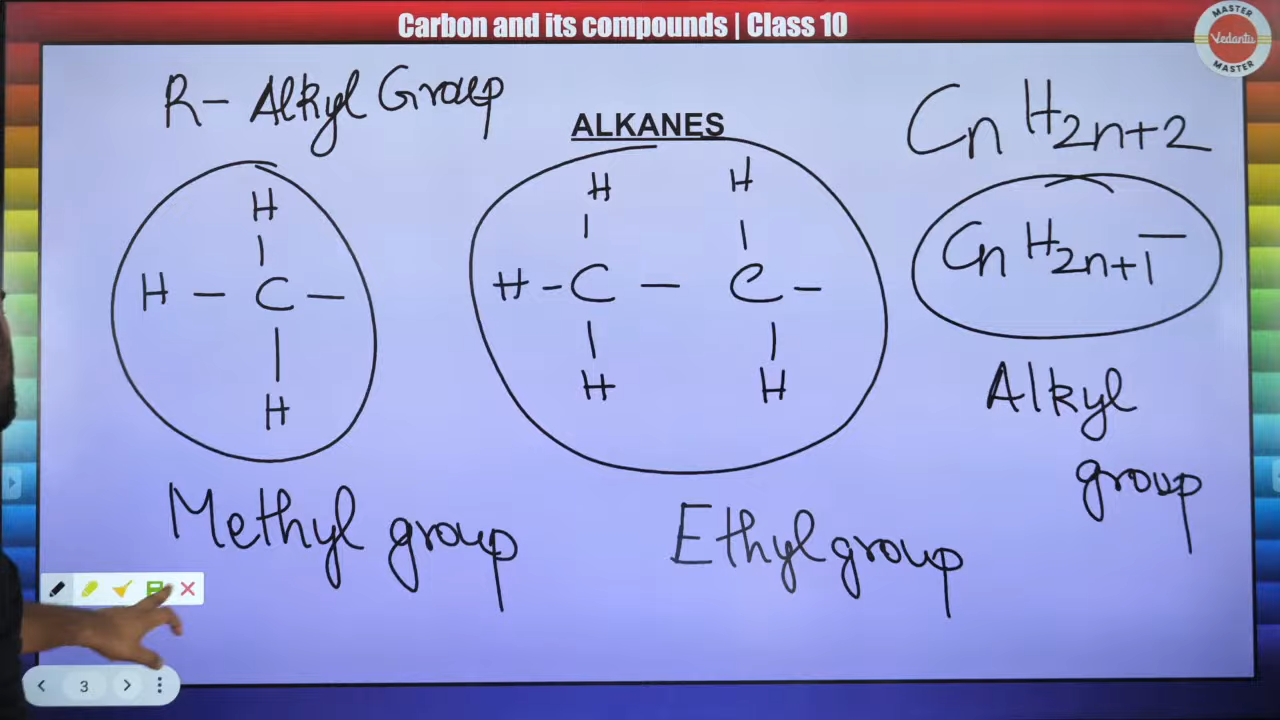 Carbon and its compounds | Class 10
MASTER
Vedantu
MASTER
R- Alkyl Group
ALKANES
CnH2n+2
CnH2n+1-
Alkyl
group
H H H
H - C - H - C - C -
H H H
Methyl group
Ethyl group
3